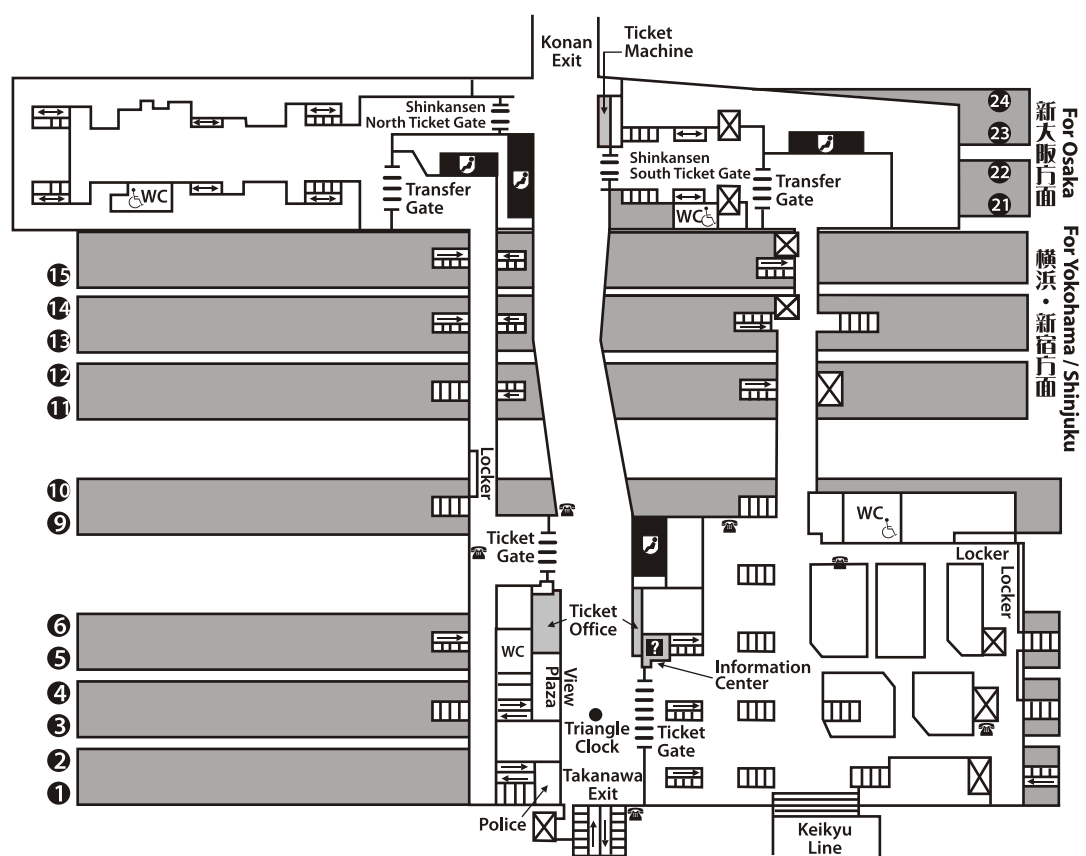 Konan
Exit
Ticket
Machine
Shinkansen
North Ticket Gate
Shinkansen
South Ticket Gate
Transfer
Gate
Transfer
Gate
WC
WC
24
23
22
21
For Osaka
新大阪方面
For Yokohama / Shinjuku
横浜・新宿方面
15
14
13
12
11
10
9
6
5
4
3
2
1
Locker
Ticket
Gate
WC
Locker
Locker
Ticket
Office
WC
?
View
Plaza
Information
Center
Triangle
Clock
Ticket
Gate
Takanawa
Exit
Police
Keikyu
Line